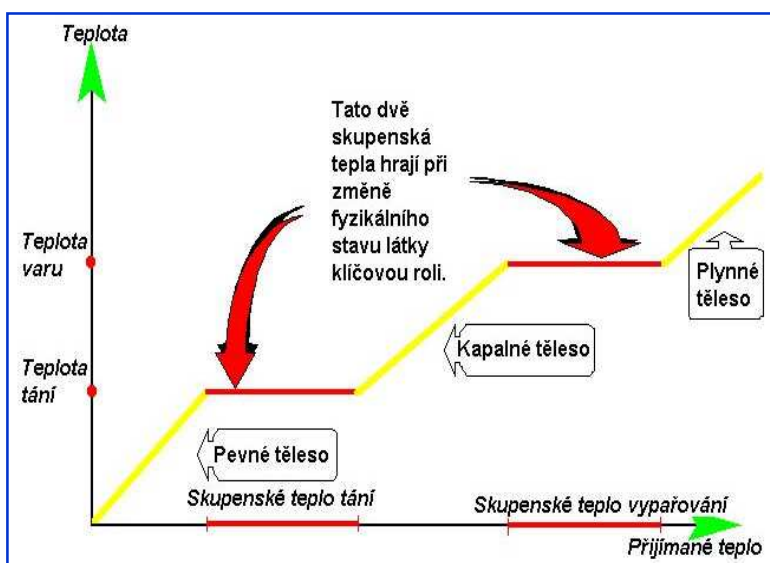 Teplota
Tato dvě
skupenská
tepla hrají při
změně
fyzikálního
stavu látky
klíčovou roli.
Teplota
varu
Plynné
těleso
Kapalné těleso
Teplota
tání
Pevné těleso
Skupenské teplo tání
Skupenské teplo vypařování
Přijímané teplo